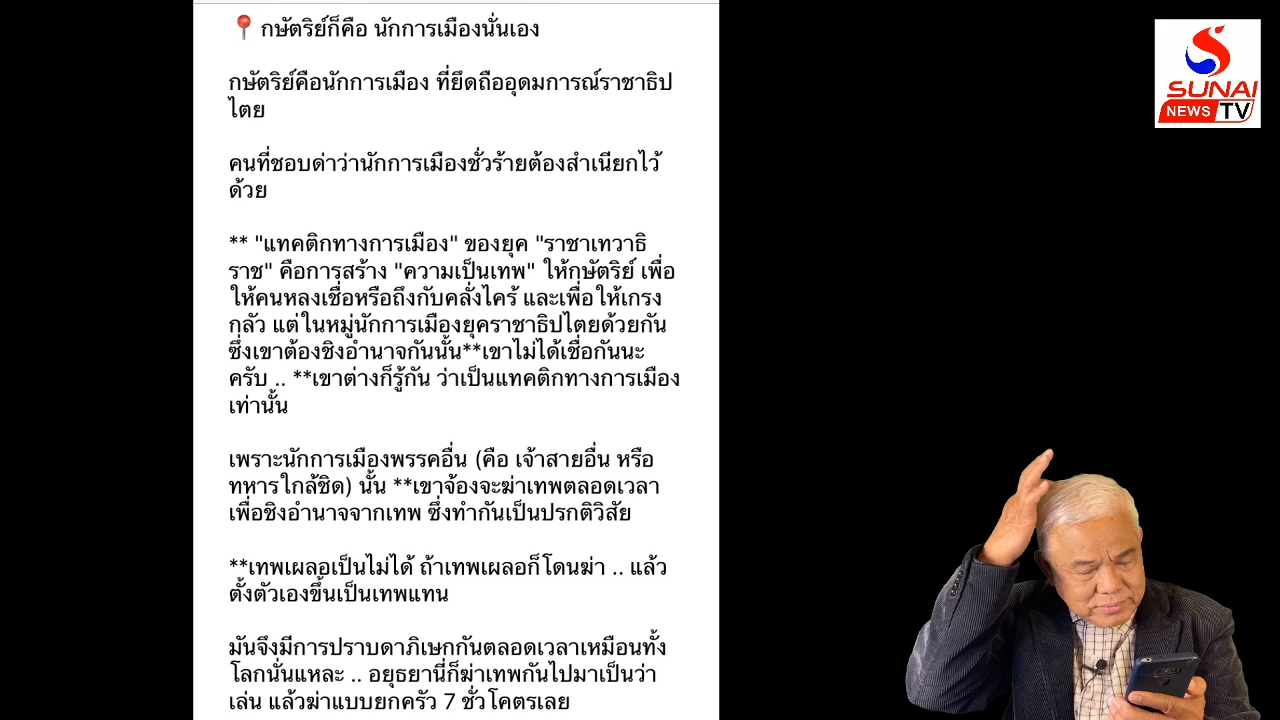 📍 กษัตริย์ก็คือ นักการเมืองนั่นเอง
กษัตริย์คือนักการเมือง ที่ยึดถืออุดมการณ์ราชาธิป
ไตย
คนที่ชอบด่าว่านักการเมืองชั่วร้ายต้องสำเนียกไว้
ด้วย
** "แทคติกทางการเมือง" ของยุค "ราชาเทวาธิ
ราช" คือการสร้าง "ความเป็นเทพ" ให้กษัตริย์ เพื่อ
ให้คนหลงเชื่อหรือถึงกับคลั่งไคร้ และเพื่อให้เกรง
กลัว แต่ในหมู่นักการเมืองยุคราชาธิปไตยด้วยกัน
ซึ่งเขาต้องชิงอำนาจกันนั้น**เขาไม่ได้เชื่อกันนะ
ครับ .. **เขาต่างก็รู้กัน ว่าเป็นแทคติกทางการเมือง
เท่านั้น
เพราะนักการเมืองพรรคอื่น (คือ เจ้าสายอื่น หรือ
ทหารใกล้ชิด) นั้น **เขาจ้องจะฆ่าเทพตลอดเวลา
เพื่อชิงอำนาจจากเทพ ซึ่งทำกันเป็นปรกติวิสัย
**เทพเผลอเป็นไม่ได้ ถ้าเทพเผลอก็โดนฆ่า .. แล้ว
ตั้งตัวเองขึ้นเป็นเทพแทน
มันจึงมีการปราบดาภิเษกกันตลอดเวลาเหมือนทั้ง
โลกนั่นแหละ .. อยุธยานี่ก็ฆ่าเทพกันไปมาเป็นว่า
เล่น แล้วฆ่าแบบยกครัว 7 ชั่วโคตรเลย
SUNAI
NEWS TV